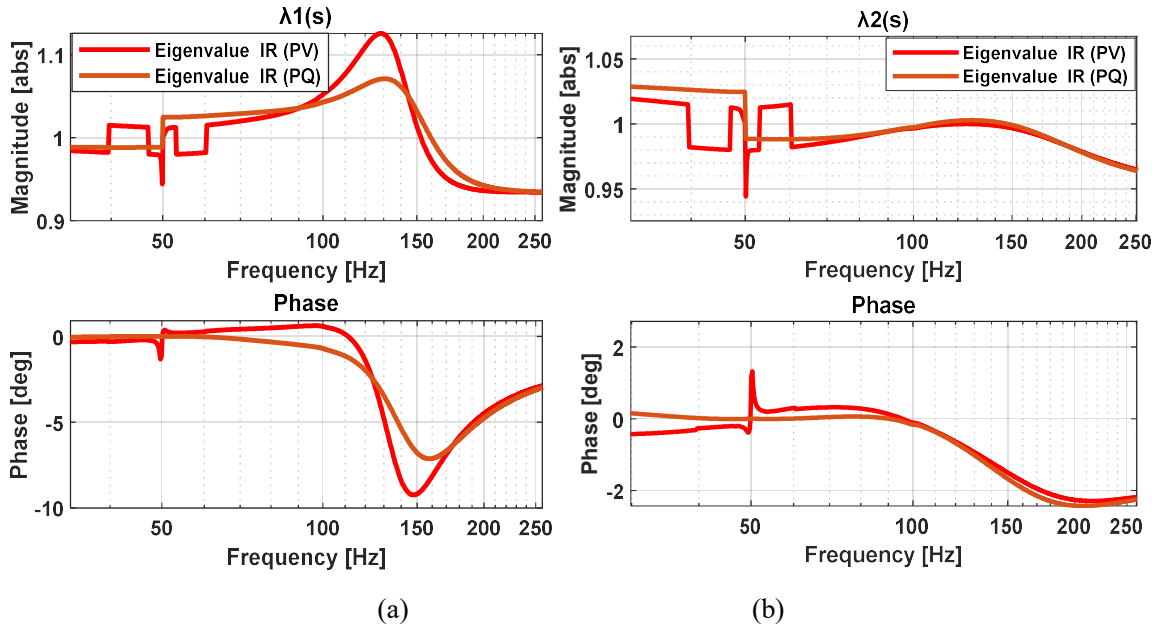 λ1(s)
Magnitude [abs]
1.1
1
0.9
Eigenvalue IR (PV)
Eigenvalue IR (PQ)
50
100
150
200
250
Frequency [Hz]
Phase
Phase [deg]
0
-5
-10
50
100
150
200
250
Frequency [Hz]
(a)
λ2(s)
Magnitude [abs]
1.05
1
0.95
Eigenvalue IR (PV)
Eigenvalue IR (PQ)
50
100
150
200
250
Frequency [Hz]
Phase
Phase [deg]
2
0
-2
50
100
150
200
250
Frequency [Hz]
(b)